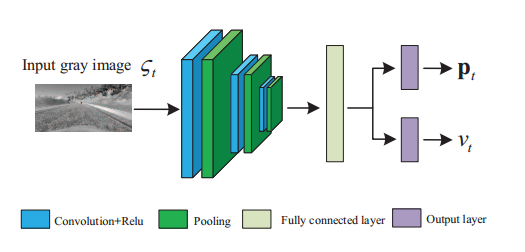 Input gray image ς_t
p_t
v_t
Convolution+Relu
Pooling
Fully connected layer
Output layer